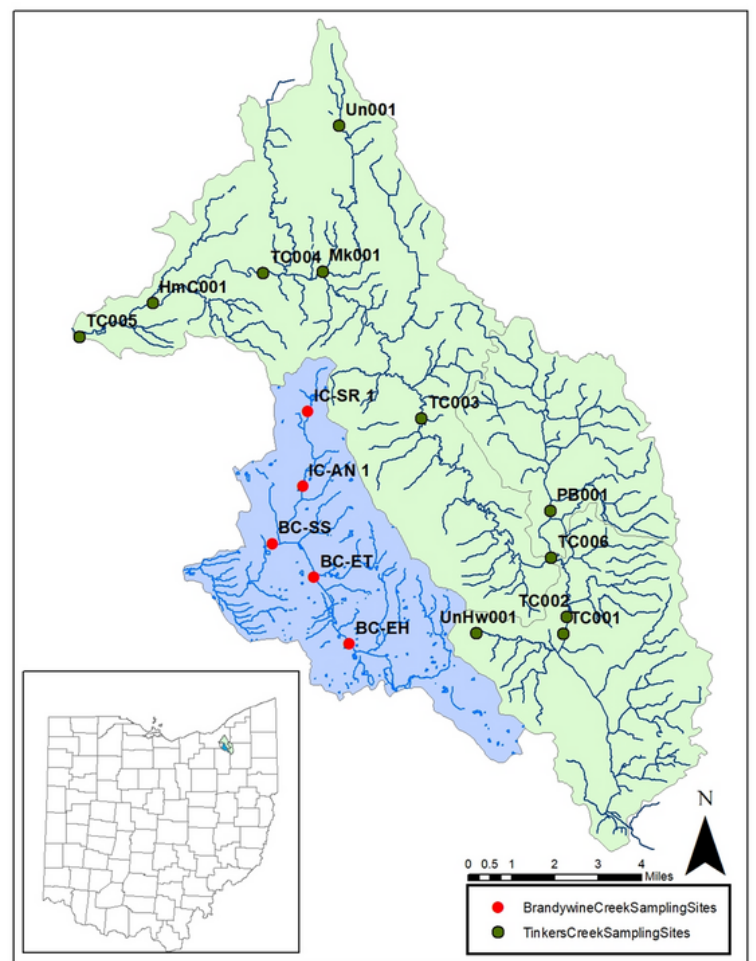 Un001
TC004
Mk001
HmC001
TC005
IC-SR 1
TC003
IC-AN 1
PB001
BC-SS
TC006
BC-ET
TC002
UnHw001
TC001
BC-EH
N
0 0.5 1 2 3 4
Miles
BrandywineCreekSamplingSites
TinkersCreekSamplingSites